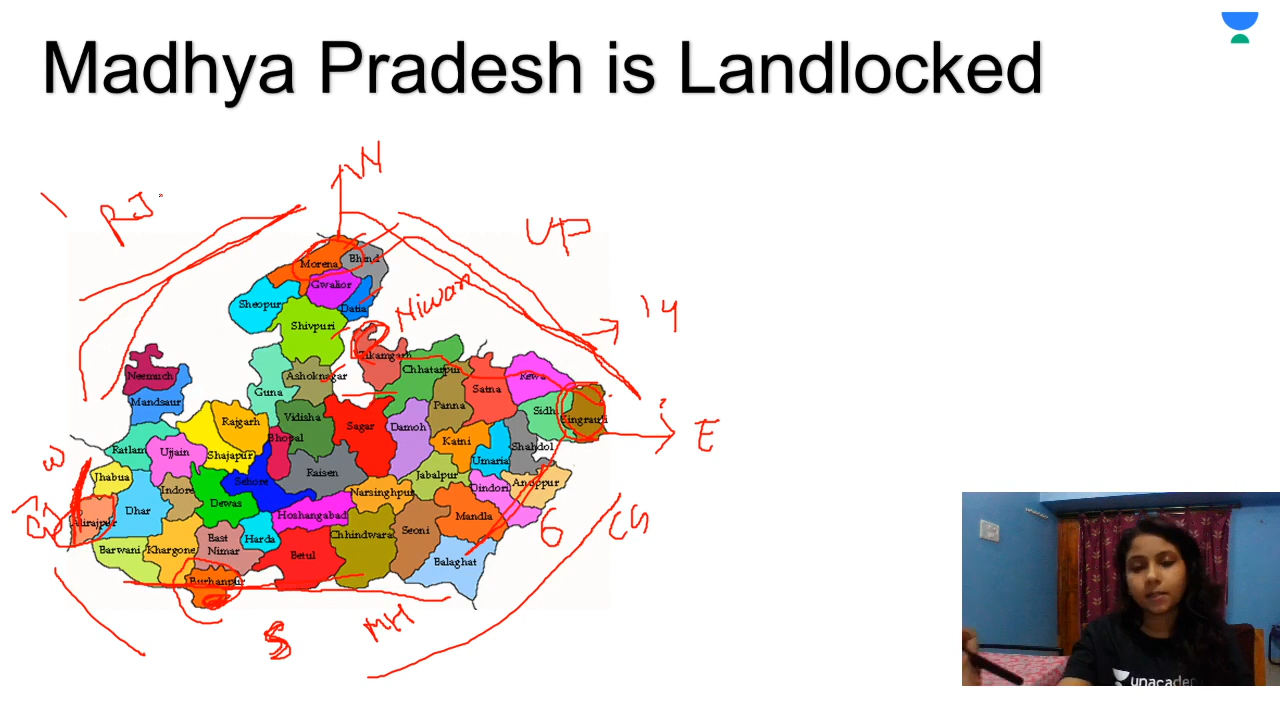 Madhya Pradesh is Landlocked
N
RJ
UP
Morena
Bhind
Gwalior
Sheopur
Datia
Niwari
Shivpuri
14
Tikamgarh
Neemuch
Ashoknagar
Chhatarpur
Rewa
Guna
Satna
Mandsaur
Panna
Sidhi
Singrauli
Rajgarh
Vidisha
Sagar
Damoh
E
Bhopal
Katni
Ratlam
Ujjain
Shajapur
Shahdol
W
Umaria
Jhabua
Indore
Sehore
Raisen
Jabalpur
Dindori
Anuppur
Dhar
Dewas
Narsinghpur
GJ
Alirajpur
Hoshangabad
Mandla
6
CG
Barwani
Khargone
East
Nimar
Harda
Betul
Chhindwara
Seoni
Balaghat
Burhanpur
S
MH
unacademy